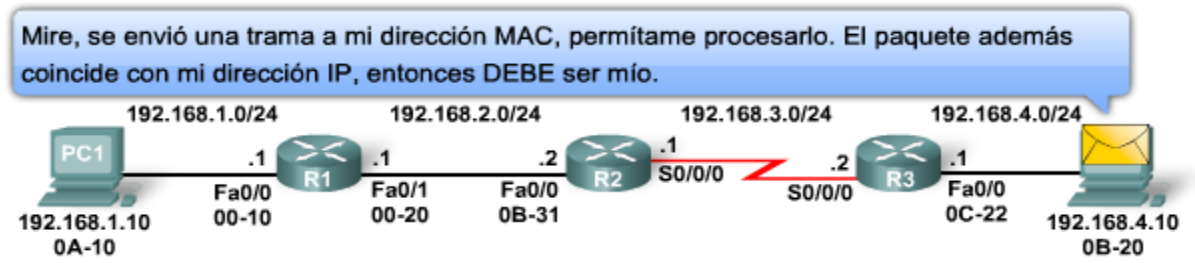 Mire, se envió una trama a mi dirección MAC, permítame procesarlo. El paquete además
coincide con mi dirección IP, entonces DEBE ser mío.
192.168.1.0/24 192.168.2.0/24 192.168.3.0/24 192.168.4.0/24
PC1 .1 R1 .1 .2 R2 .1 .2 R3 .1
Fa0/0 Fa0/1 Fa0/0 S0/0/0 S0/0/0 Fa0/0
00-10 00-20 0B-31 0C-22
192.168.1.10 192.168.4.10
0A-10 0B-20